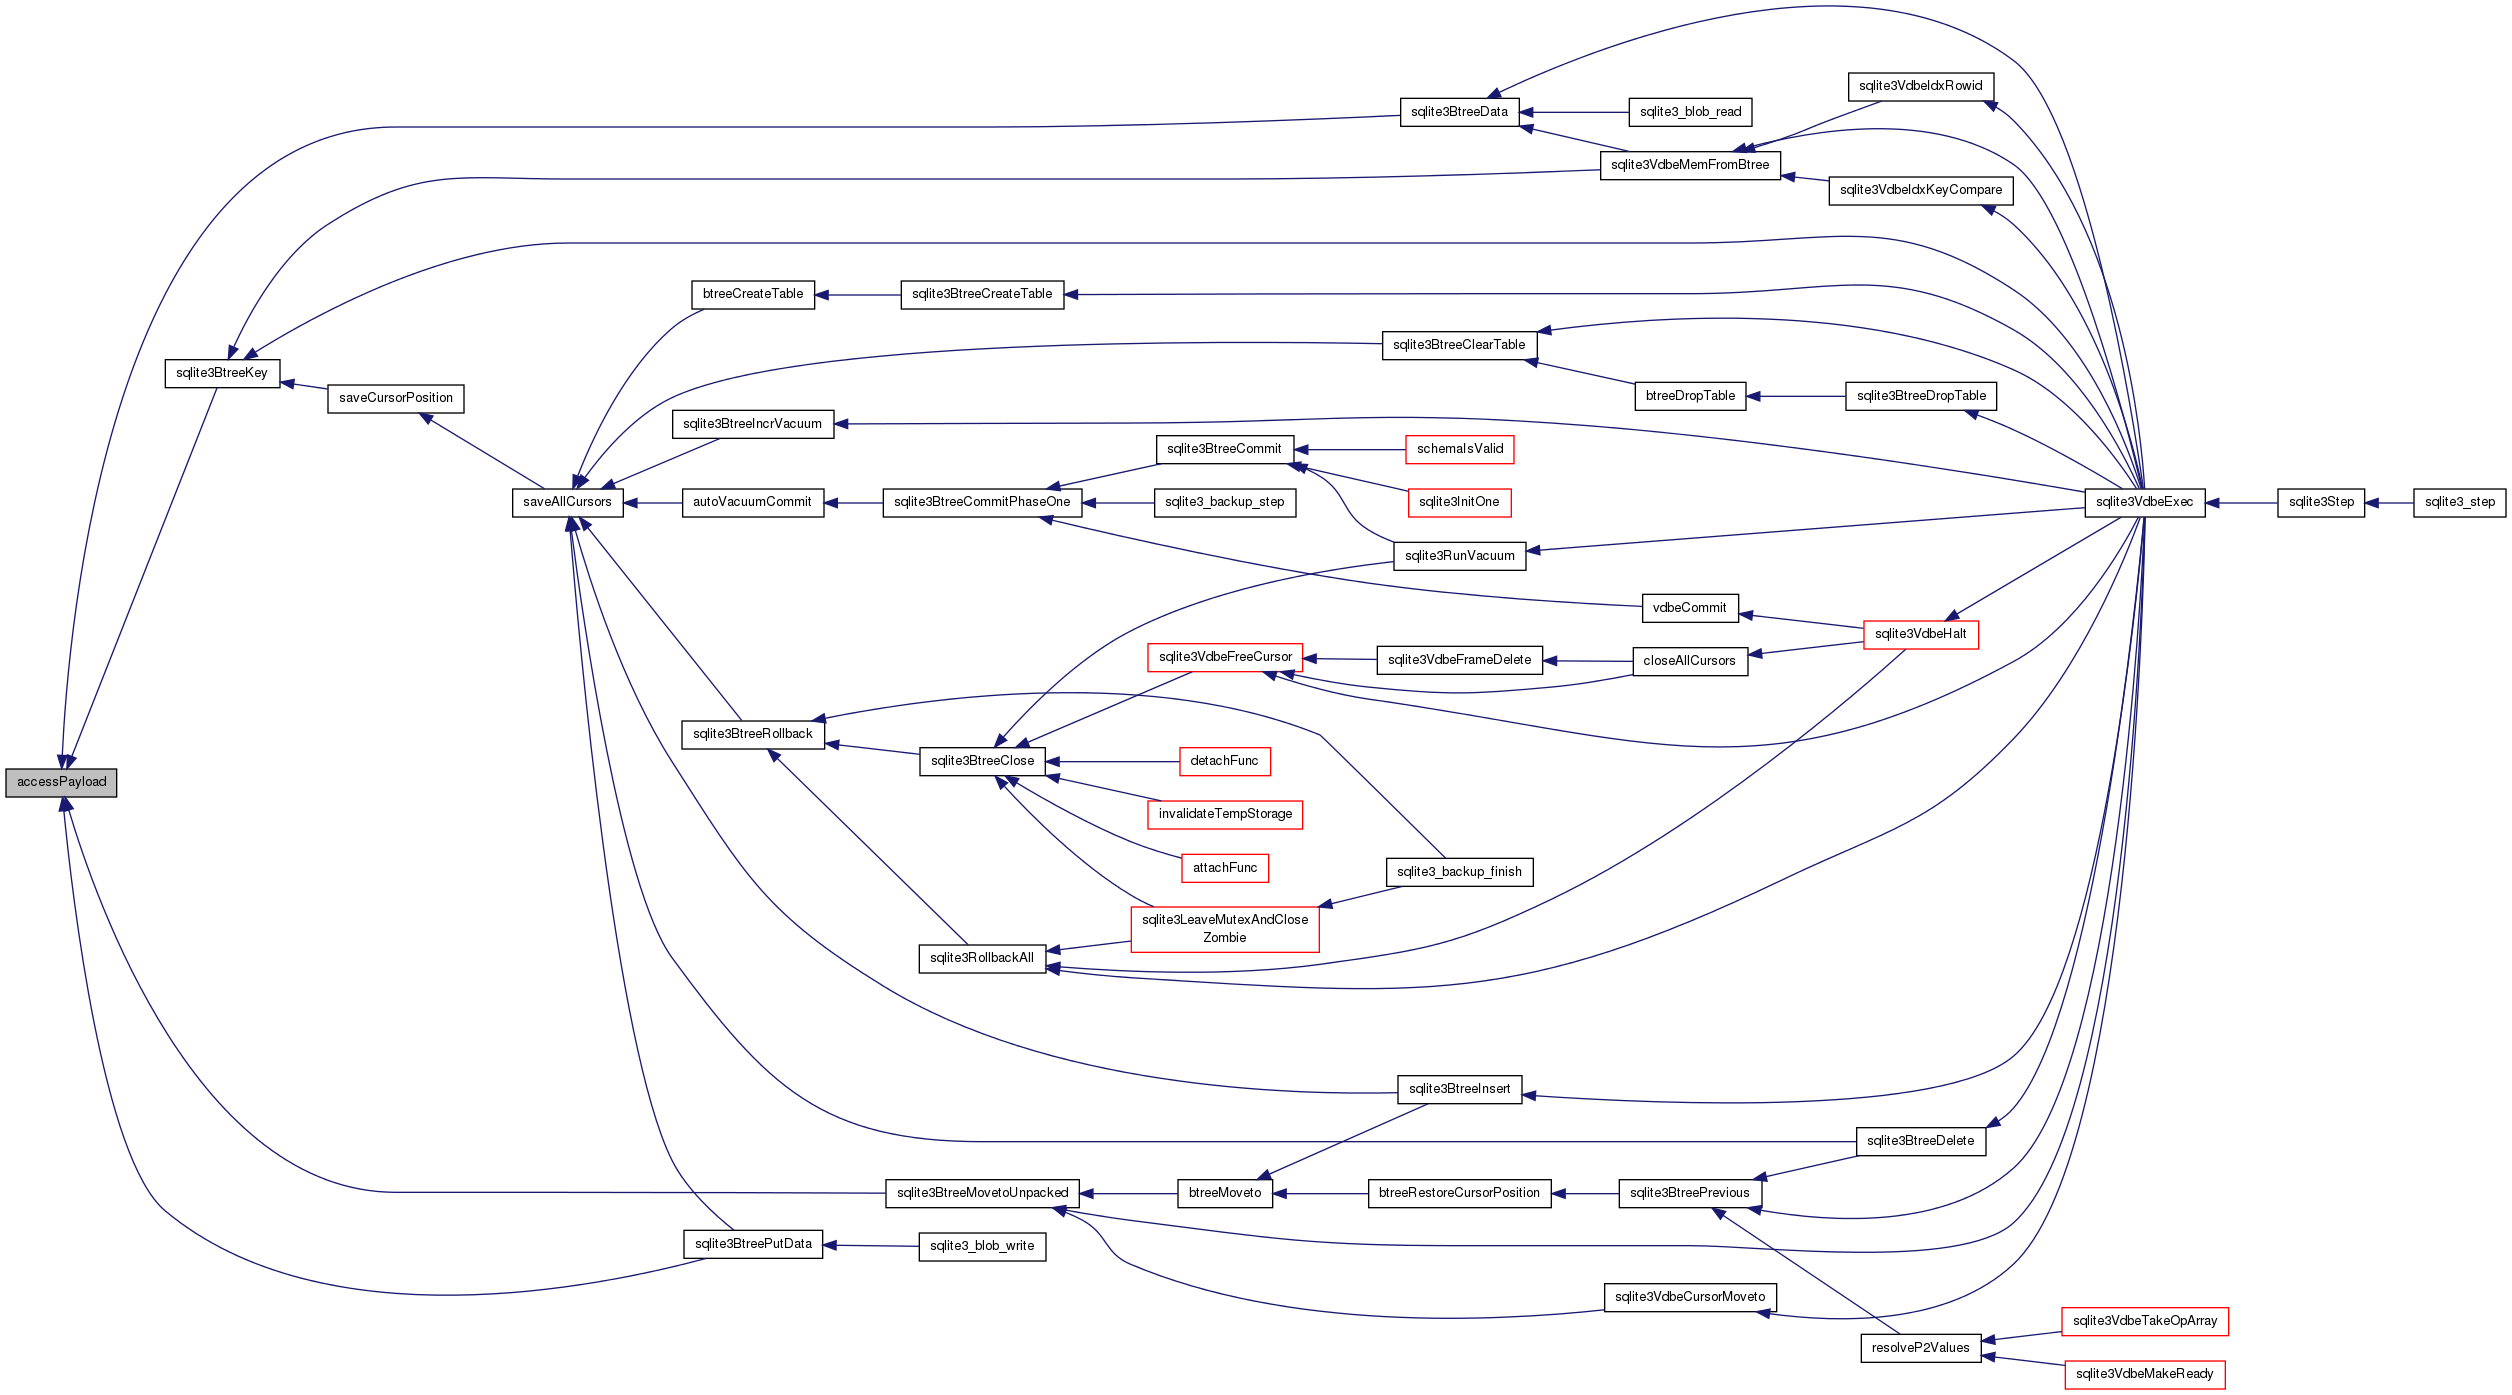 sqlite3VdbeIdxRowid
sqlite3BtreeData
sqlite3_blob_read
sqlite3VdbeMemFromBtree
sqlite3VdbeIdxKeyCompare
btreeCreateTable
sqlite3BtreeCreateTable
sqlite3BtreeClearTable
sqlite3BtreeKey
saveCursorPosition
btreeDropTable
sqlite3BtreeDropTable
sqlite3BtreeIncrVacuum
sqlite3BtreeCommit
schemaIsValid
saveAllCursors
autoVacuumCommit
sqlite3BtreeCommitPhaseOne
sqlite3_backup_step
sqlite3InitOne
sqlite3VdbeExec
sqlite3Step
sqlite3_step
sqlite3RunVacuum
vdbeCommit
sqlite3VdbeHalt
sqlite3VdbeFreeCursor
sqlite3VdbeFrameDelete
closeAllCursors
sqlite3BtreeRollback
sqlite3BtreeClose
detachFunc
accessPayload
invalidateTempStorage
attachFunc
sqlite3_backup_finish
sqlite3LeaveMutexAndClose
Zombie
sqlite3RollbackAll
sqlite3BtreeInsert
sqlite3BtreeDelete
sqlite3BtreeMovetoUnpacked
btreeMoveto
btreeRestoreCursorPosition
sqlite3BtreePrevious
sqlite3BtreePutData
sqlite3_blob_write
sqlite3VdbeCursorMoveto
sqlite3VdbeTakeOpArray
resolveP2Values
sqlite3VdbeMakeReady